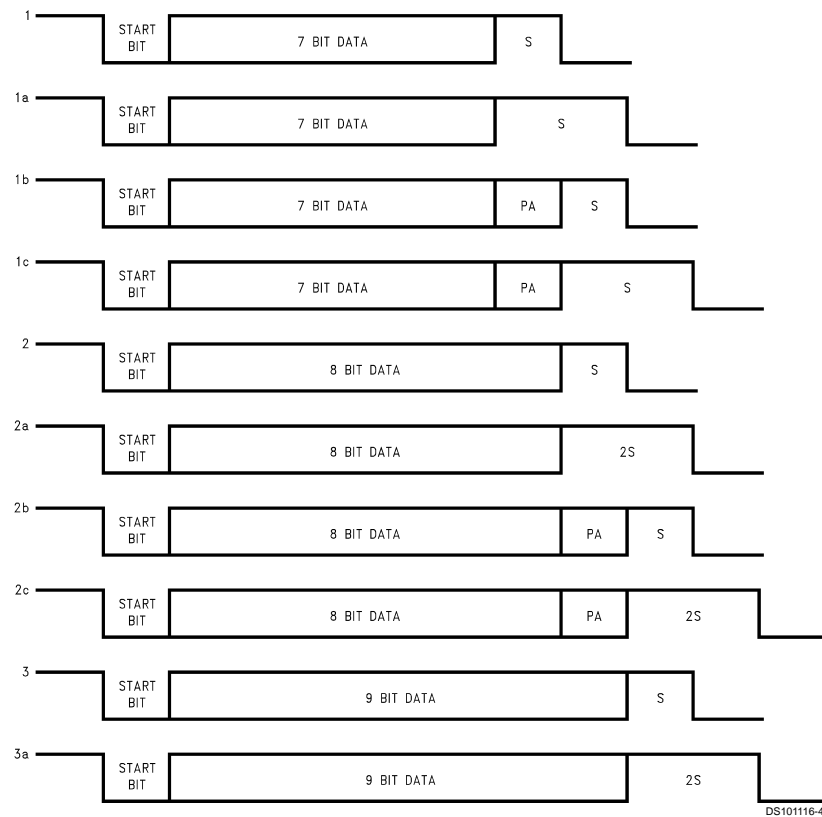 1
START
BIT
7 BIT DATA
S
1a
START
BIT
7 BIT DATA
S
1b
START
BIT
7 BIT DATA
PA
S
1c
START
BIT
7 BIT DATA
PA
S
2
START
BIT
8 BIT DATA
S
2a
START
BIT
8 BIT DATA
2S
2b
START
BIT
8 BIT DATA
PA
S
2c
START
BIT
8 BIT DATA
PA
2S
3
START
BIT
9 BIT DATA
S
3a
START
BIT
9 BIT DATA
2S
DS101116-4